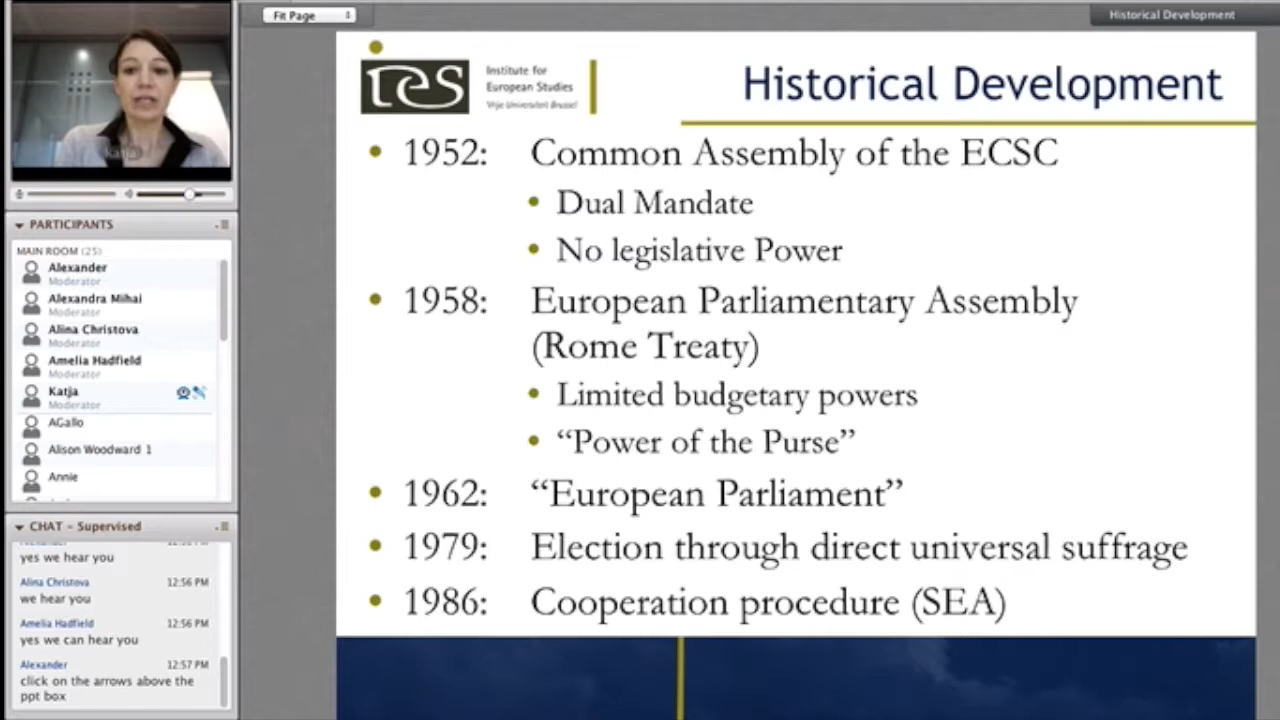 Fit Page
Historical Development
Katja
PARTICIPANTS
MAIN ROOM (25)
Alexander
Moderator
Alexandra Mihai
Moderator
Alina Christova
Moderator
Amelia Hadfield
Moderator
Katja
Moderator
AGallo
Alison Woodward 1
Annie
CHAT - Supervised
yes we hear you
Alina Christova 12:56 PM
we hear you
Amelia Hadfield 12:56 PM
yes we can hear you
Alexander 12:57 PM
click on the arrows above the
ppt box
ies
Institute for
European Studies
Vrije Universiteit Brussel
Historical Development
• 1952: Common Assembly of the ECSC
• Dual Mandate
• No legislative Power
• 1958: European Parliamentary Assembly
(Rome Treaty)
• Limited budgetary powers
• “Power of the Purse”
• 1962: “European Parliament”
• 1979: Election through direct universal suffrage
• 1986: Cooperation procedure (SEA)